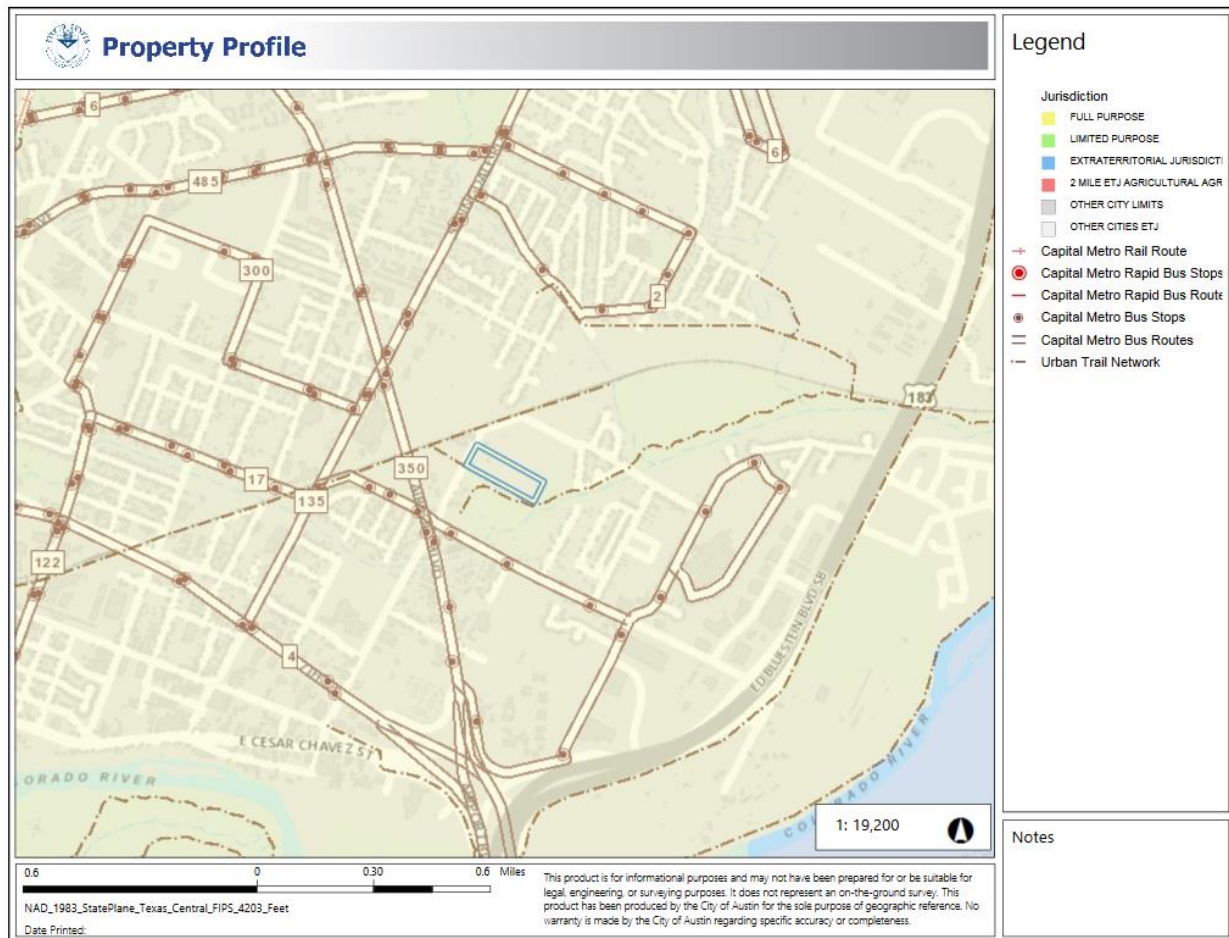 Property Profile
6
485
AVE
300
6
2
183
17
350
135
122
4
ED BLUESTEIN BLVD SB
E CESAR CHAVEZ ST
ORADO RIVER
COLORADO RIVER
1: 19,200
Legend
Jurisdiction
FULL PURPOSE
LIMITED PURPOSE
EXTRATERRITORIAL JURISDICTI
2 MILE ETJ AGRICULTURAL AGR
OTHER CITY LIMITS
OTHER CITIES ETJ
Capital Metro Rail Route
Capital Metro Rapid Bus Stops
Capital Metro Rapid Bus Route
Capital Metro Bus Stops
Capital Metro Bus Routes
Urban Trail Network
Notes
0.6 0 0.30 0.6 Miles
NAD_1983_StatePlane_Texas_Central_FIPS_4203_Feet
Date Printed:
This product is for informational purposes and may not have been prepared for or be suitable for
legal, engineering, or surveying purposes. It does not represent an on-the-ground survey. This
product has been produced by the City of Austin for the sole purpose of geographic reference. No
warranty is made by the City of Austin regarding specific accuracy or completeness.